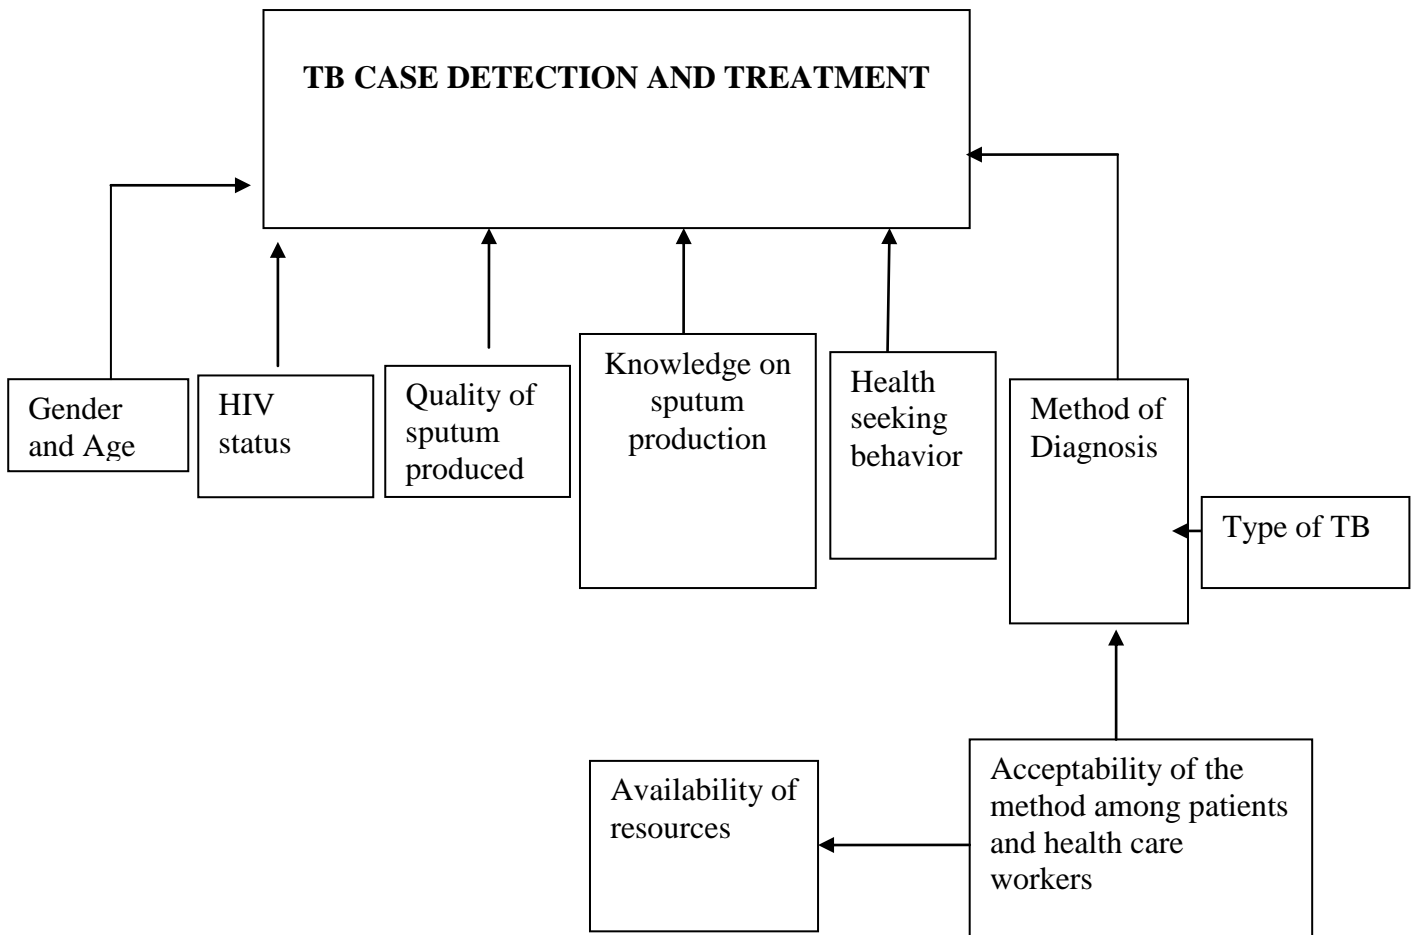 TB CASE DETECTION AND TREATMENT
Gender
and Age
HIV
status
Quality of
sputum
produced
Knowledge on
sputum
production
Health
seeking
behavior
Method of
Diagnosis
Type of TB
Availability of
resources
Acceptability of the
method among patients
and health care
workers